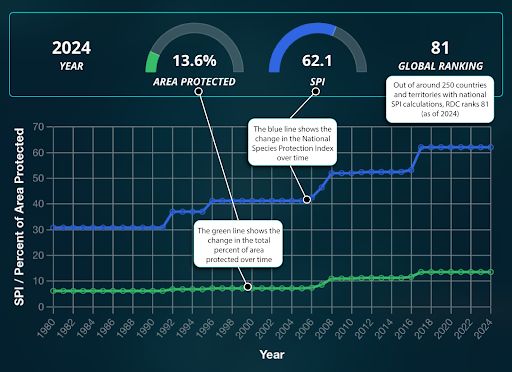 2024
YEAR
13.6%
AREA PROTECTED
62.1
SPI
81
GLOBAL RANKING
Out of around 250 countries
and territories with national
SPI calculations, RDC ranks 81
(as of 2024)
The blue line shows the
change in the National
Species Protection Index
over time
The green line shows the
change in the total
percent of area
protected over time
SPI / Percent of Area Protected
70
60
50
40
30
20
10
0
1980
1982
1984
1986
1988
1990
1992
1994
1996
1998
2000
2002
2004
2006
2008
2010
2012
2014
2016
2018
2020
2022
2024
Year